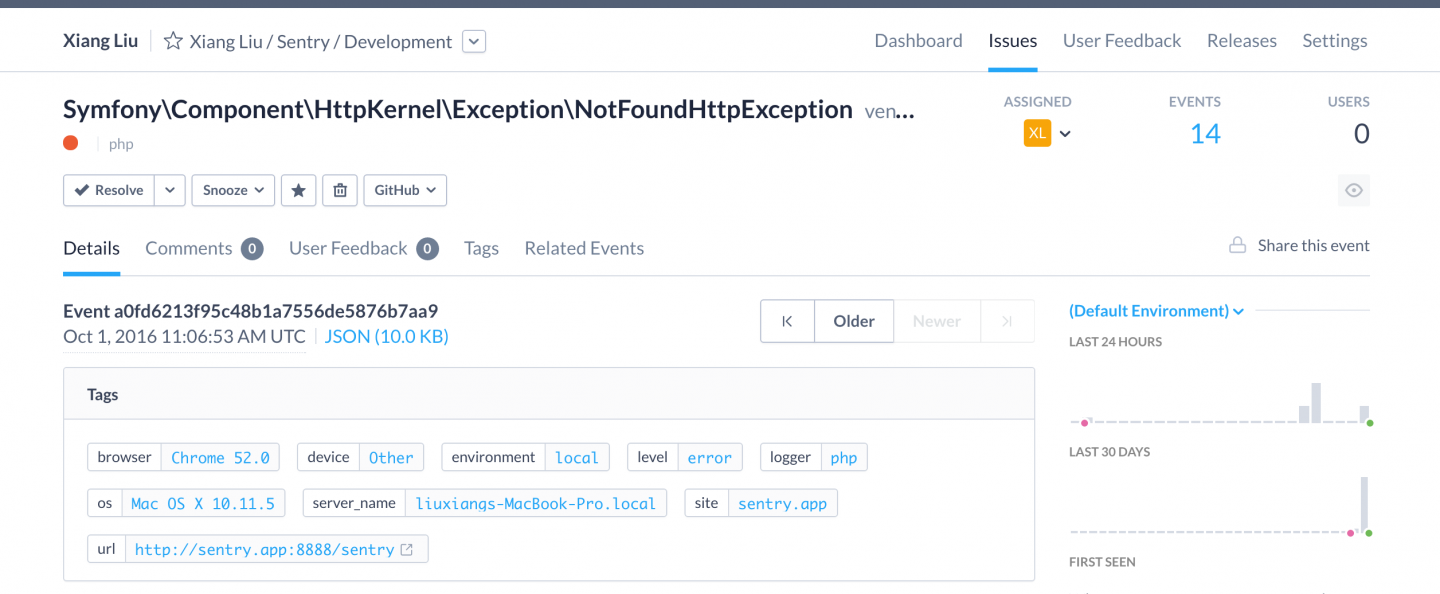 Xiang Liu Xiang Liu / Sentry / Development Dashboard Issues User Feedback Releases Settings
Symfony\Component\HttpKernel\Exception\NotFoundHttpException ven...
ASSIGNED EVENTS USERS
XL 14 0
php
Resolve Snooze GitHub
Details Comments 0 User Feedback 0 Tags Related Events Share this event
Event a0fd6213f95c48b1a7556de5876b7aa9
Oct 1, 2016 11:06:53 AM UTC JSON (10.0 KB)
Older Newer
(Default Environment)
LAST 24 HOURS
Tags
browser Chrome 52.0 device Other environment local level error logger php
os Mac OS X 10.11.5 server_name liuxiangs-MacBook-Pro.local site sentry.app
url http://sentry.app:8888/sentry
LAST 30 DAYS
FIRST SEEN